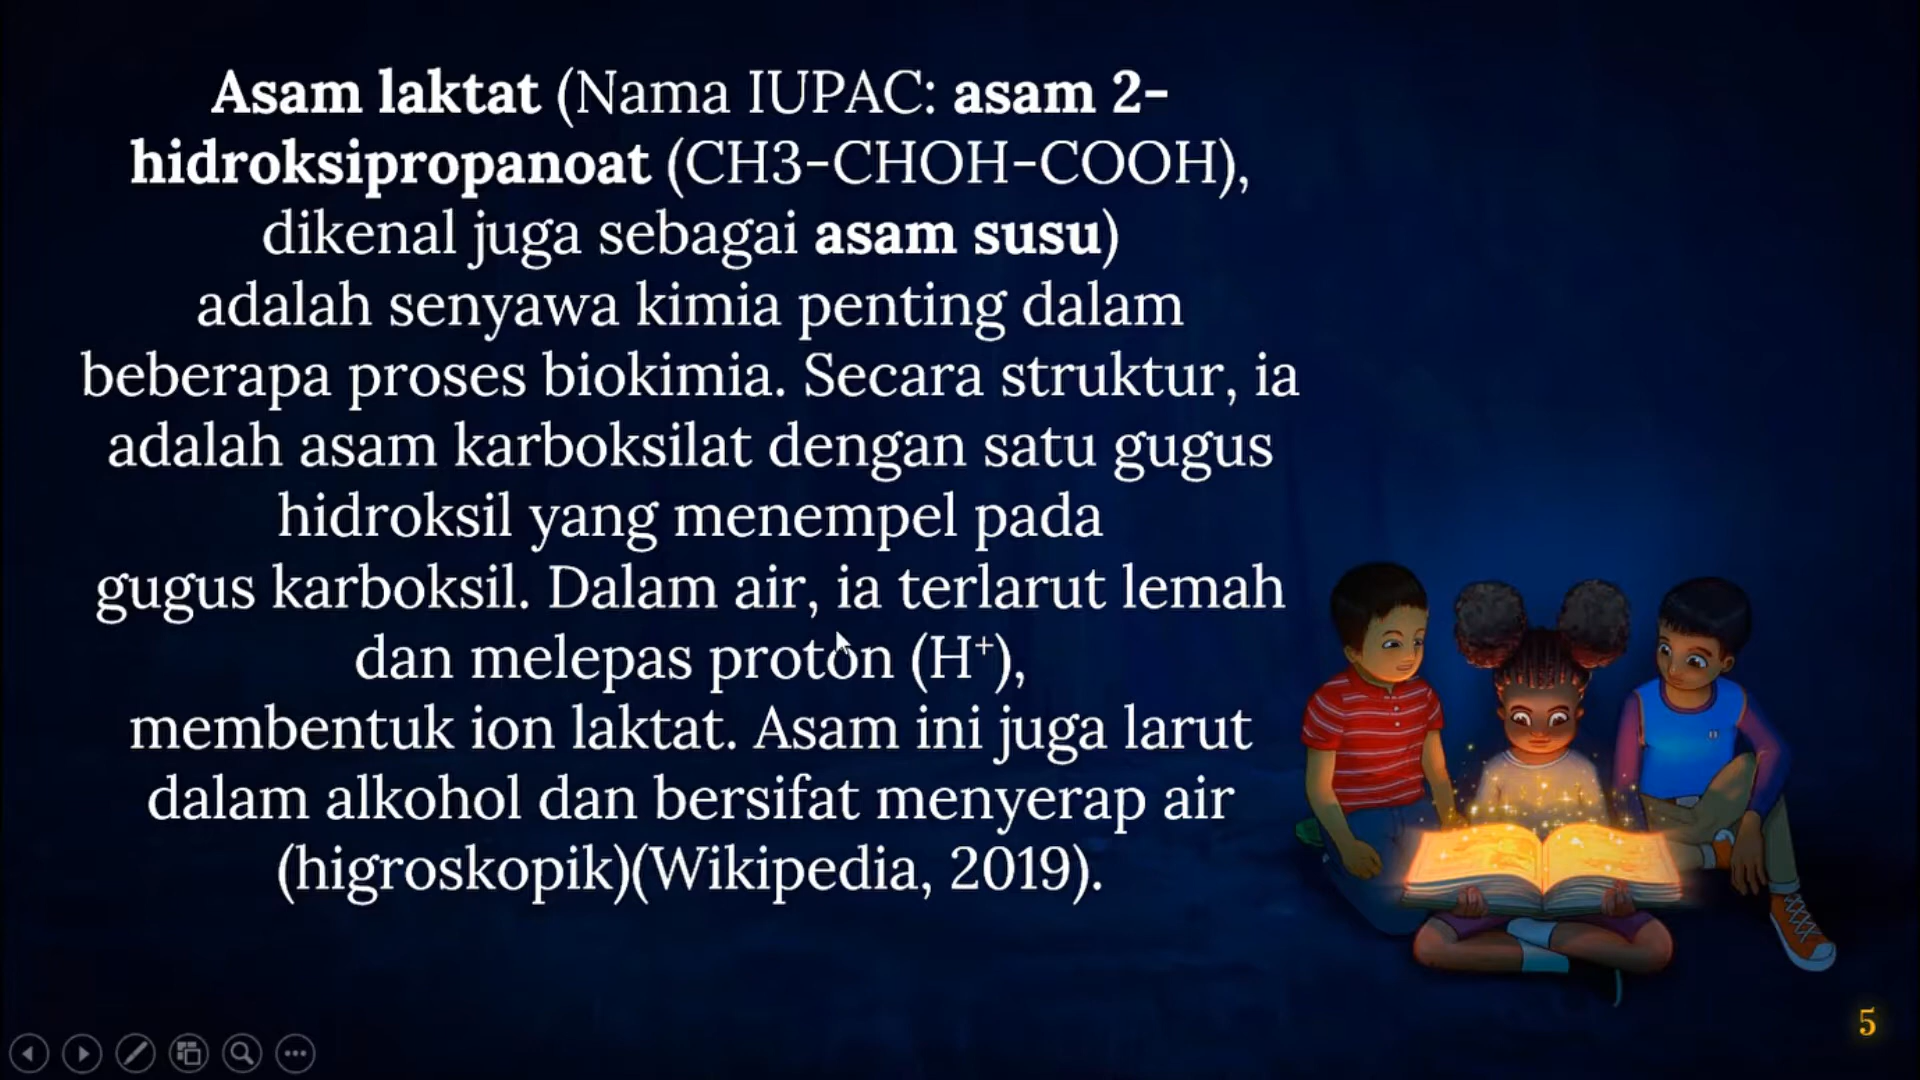 Asam laktat (Nama IUPAC: asam 2-
hidroksipropanoat (CH3-CHOH-COOH),
dikenal juga sebagai asam susu)
adalah senyawa kimia penting dalam
beberapa proses biokimia. Secara struktur, ia
adalah asam karboksilat dengan satu gugus
hidroksil yang menempel pada
gugus karboksil. Dalam air, ia terlarut lemah
dan melepas proton (H⁺),
membentuk ion laktat. Asam ini juga larut
dalam alkohol dan bersifat menyerap air
(higroskopik)(Wikipedia, 2019).
5